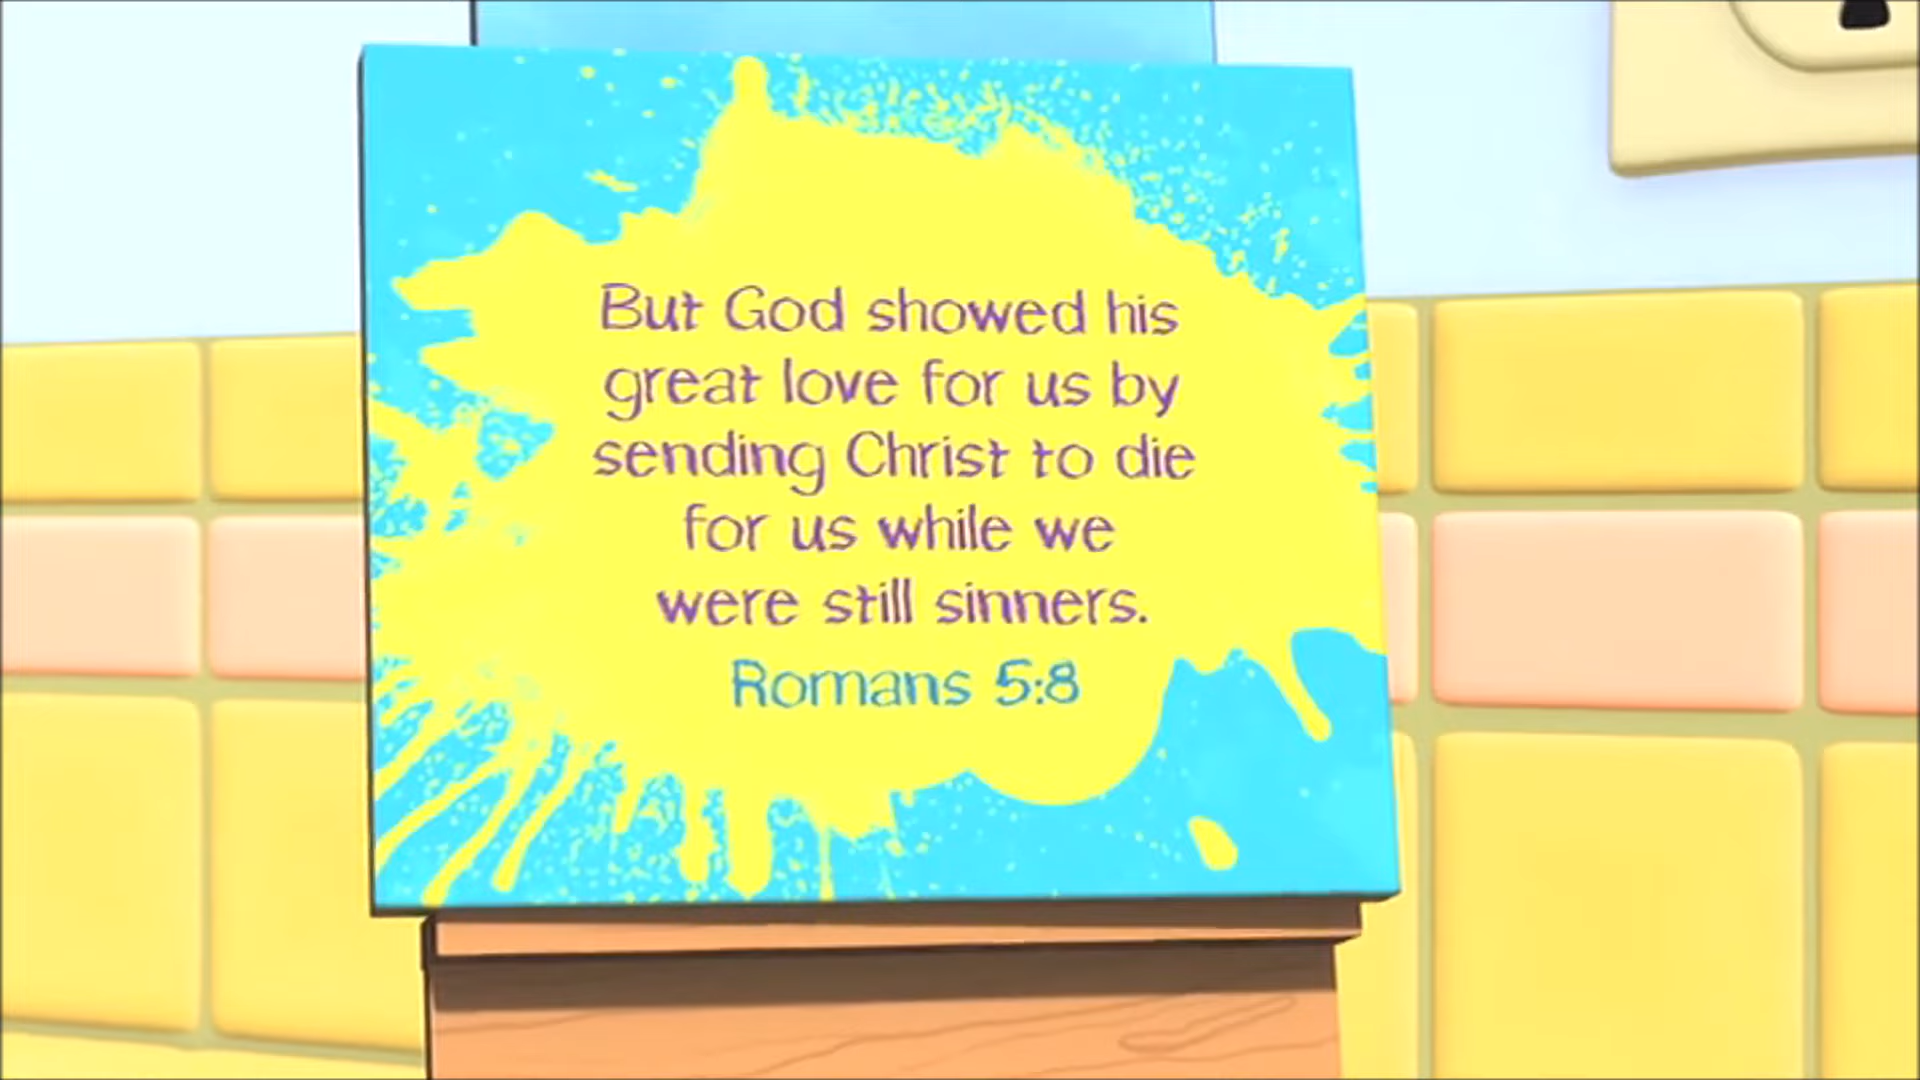 But God showed his
great love for us by
sending Christ to die
for us while we
were still sinners.
Romans 5:8